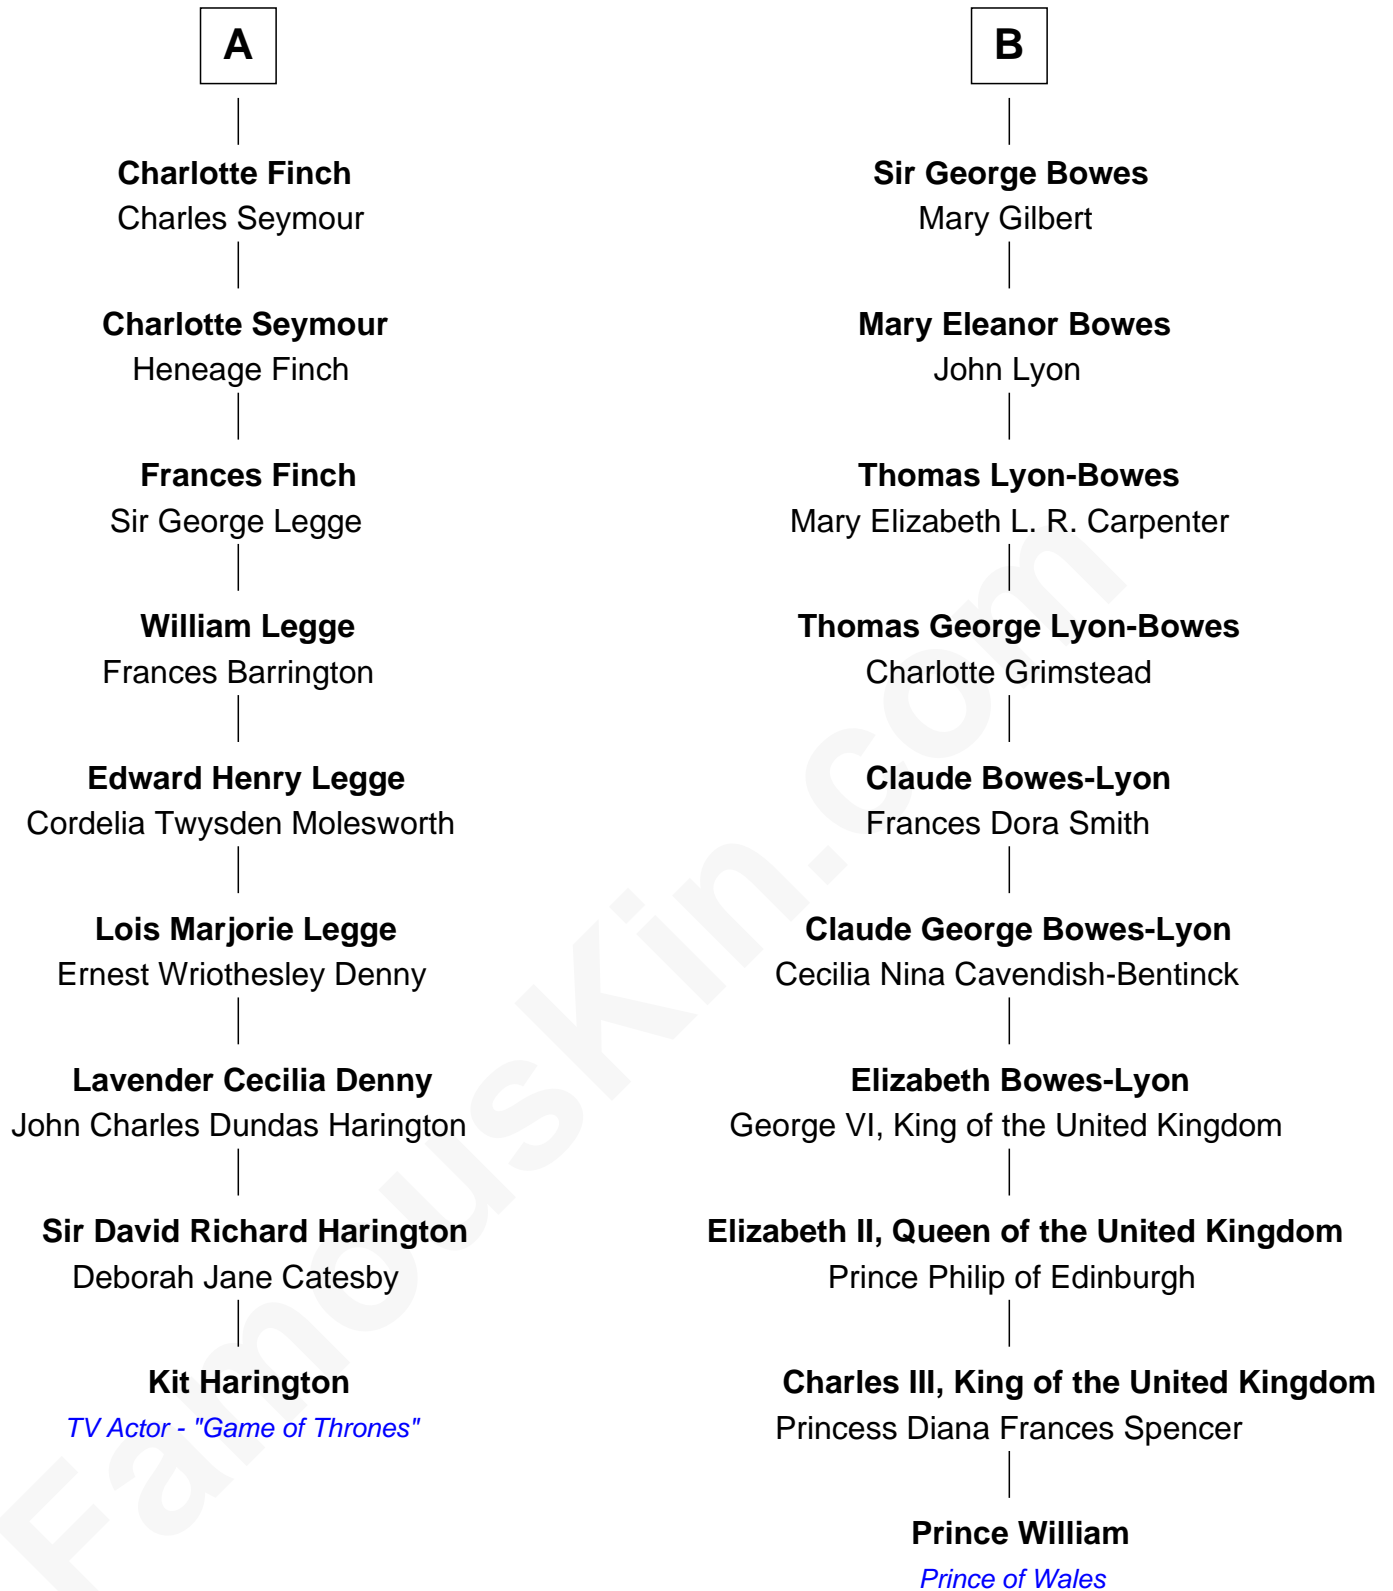 A
Charlotte Finch
Charles Seymour
Charlotte Seymour
Heneage Finch
Frances Finch
Sir George Legge
William Legge
Frances Barrington
Edward Henry Legge
Cordelia Twysden Molesworth
Lois Marjorie Legge
Ernest Wriothesley Denny
Lavender Cecilia Denny
John Charles Dundas Harington
Sir David Richard Harington
Deborah Jane Catesby
Kit Harington
TV Actor - "Game of Thrones"
B
Sir George Bowes
Mary Gilbert
Mary Eleanor Bowes
John Lyon
Thomas Lyon-Bowes
Mary Elizabeth L. R. Carpenter
Thomas George Lyon-Bowes
Charlotte Grimstead
Claude Bowes-Lyon
Frances Dora Smith
Claude George Bowes-Lyon
Cecilia Nina Cavendish-Bentinck
Elizabeth Bowes-Lyon
George VI, King of the United Kingdom
Elizabeth II, Queen of the United Kingdom
Prince Philip of Edinburgh
Charles III, King of the United Kingdom
Princess Diana Frances Spencer
Prince William
Prince of Wales
FamousKin.com